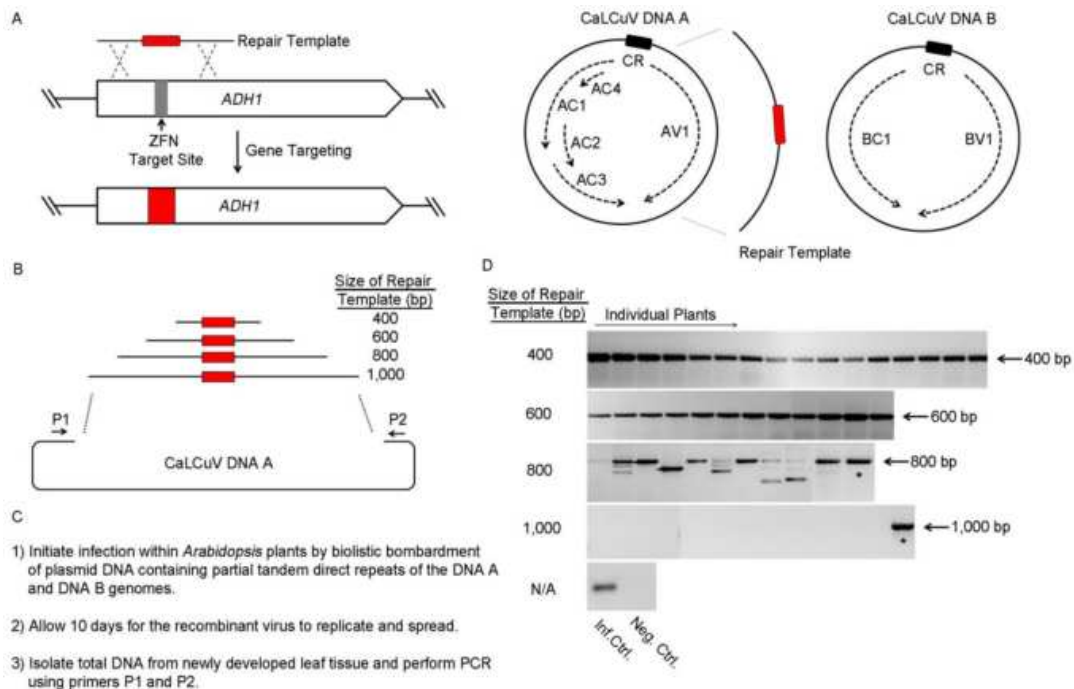 A
Repair Template
ADH1
ZFN
Target Site
Gene Targeting
ADH1
CaLCuV DNA A
CR
AC4
AC1
AC2
AC3
AV1
Repair Template
CaLCuV DNA B
CR
BC1
BV1
B
Size of Repair
Template (bp)
400
600
800
1,000
P1
P2
CaLCuV DNA A
C
1) Initiate infection within Arabidopsis plants by biolistic bombardment
of plasmid DNA containing partial tandem direct repeats of the DNA A
and DNA B genomes.
2) Allow 10 days for the recombinant virus to replicate and spread.
3) Isolate total DNA from newly developed leaf tissue and perform PCR
using primers P1 and P2.
D
Size of Repair
Template (bp)
Individual Plants
400
400 bp
600
600 bp
800
800 bp
*
1,000
1,000 bp
*
N/A
Inf.Ctrl.
Neg. Ctrl.